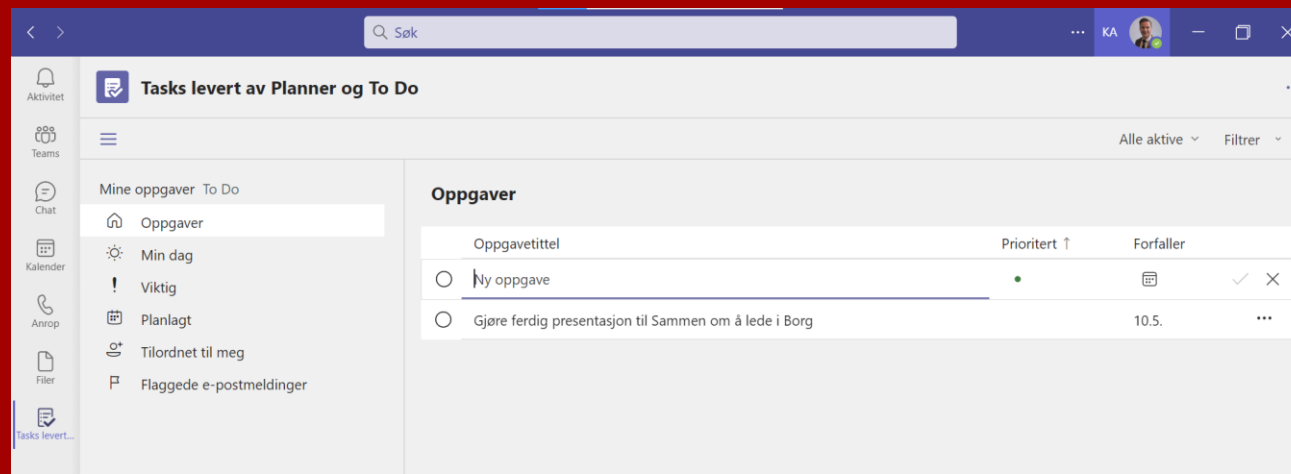 Søk
KA
Aktivitet
Teams
Chat
Kalender
Anrop
Filer
Tasks levert...
Tasks levert av Planner og To Do
Alle aktive
Filtrer
Mine oppgaver To Do
Oppgaver
Min dag
Viktig
Planlagt
Tilordnet til meg
Flaggede e-postmeldinger
Oppgaver
Oppgavetittel Prioritert ↑ Forfaller
Ny oppgave
Gjøre ferdig presentasjon til Sammen om å lede i Borg 10.5.